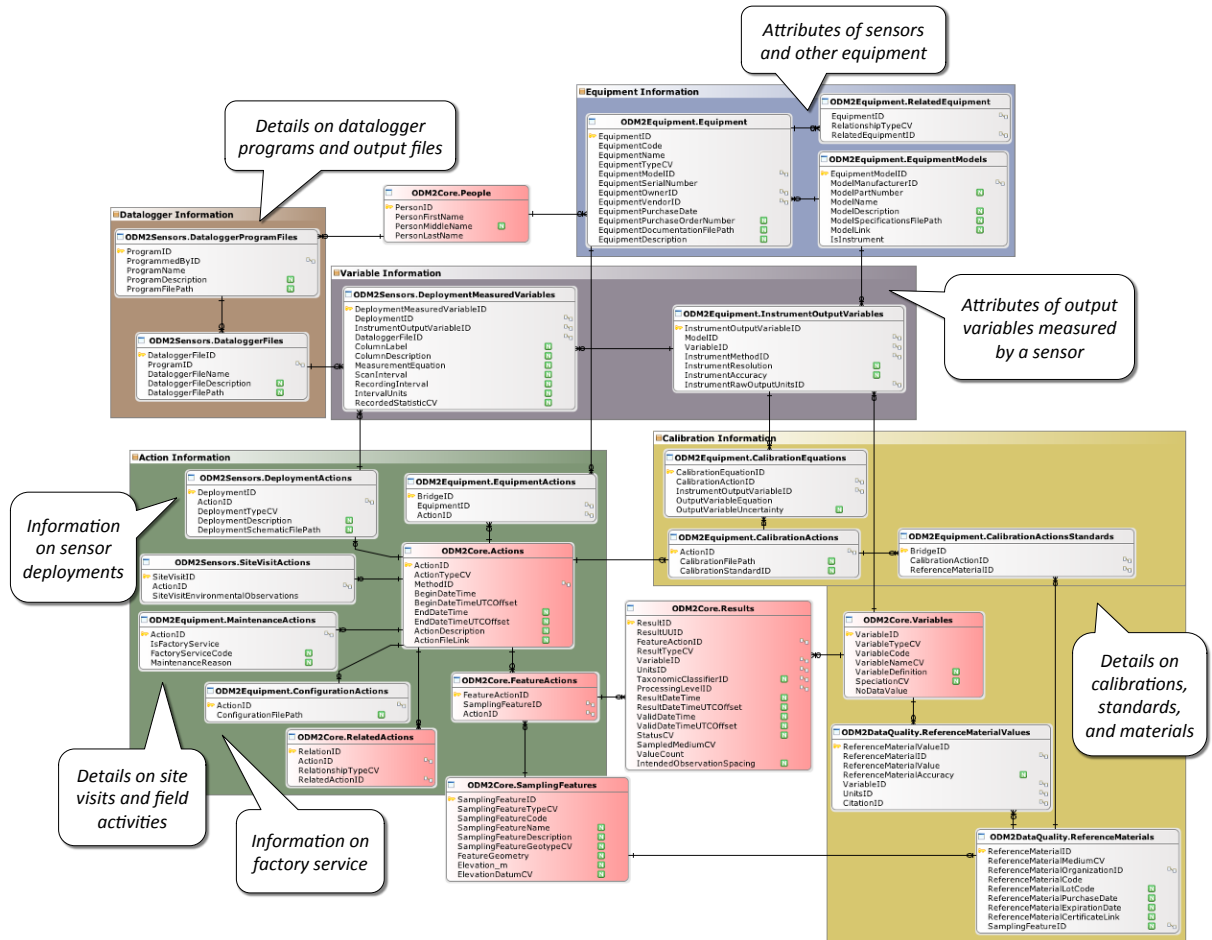 Attributes of sensors
and other equipment
Details on datalogger
programs and output files
Equipment Information
ODM2Equipment.Equipment
EquipmentID
EquipmentCode
EquipmentName
EquipmentTypeCV
EquipmentModelID
EquipmentSerialNumber
EquipmentOwnerID
EquipmentVendorID
EquipmentPurchaseDate
EquipmentPurchaseOrderNumber N
EquipmentDocumentationFilePath N
EquipmentDescription N
ODM2Equipment.RelatedEquipment
EquipmentID
RelationshipTypeCV
RelatedEquipmentID
ODM2Equipment.EquipmentModels
EquipmentModelID
ModelManufacturerID
ModelPartNumber N
ModelName
ModelDescription N
ModelSpecificationsFilePath N
ModelLink N
IsInstrument
ODM2Core.People
PersonID
PersonFirstName
PersonMiddleName N
PersonLastName
Datalogger Information
ODM2Sensors.DataloggerProgramFiles
ProgramID
ProgrammedByID
ProgramName
ProgramDescription N
ProgramFilePath N
ODM2Sensors.DataloggerFiles
DataloggerFileID
ProgramID
DataloggerFileName
DataloggerFileDescription N
DataloggerFilePath N
Variable Information
ODM2Sensors.DeploymentMeasuredVariables
DeploymentMeasuredVariableID
DeploymentID
InstrumentOutputVariableID
DataloggerFileID
ColumnLabel N
ColumnDescription N
MeasurementEquation N
ScanInterval N
RecordingInterval N
IntervalUnits N
RecordedStatisticCV N
ODM2Equipment.InstrumentOutputVariables
InstrumentOutputVariableID
ModelID
VariableID
InstrumentMethodID
InstrumentResolution N
InstrumentAccuracy N
InstrumentRawOutputUnitsID
Attributes of output
variables measured
by a sensor
Action Information
ODM2Sensors.DeploymentActions
DeploymentID
ActionID
DeploymentTypeCV
DeploymentDescription N
DeploymentSchematicFilePath N
ODM2Equipment.EquipmentActions
BridgeID
EquipmentID
ActionID
Information
on sensor
deployments
ODM2Sensors.SiteVisitActions
SiteVisitID
ActionID
SiteVisitEnvironmentalObservations
ODM2Core.Actions
ActionID
ActionTypeCV
MethodID
BeginDateTime
BeginDateTimeUTCOffset
EndDateTime N
EndDateTimeUTCOffset N
ActionDescription N
ActionFileLink N
ODM2Equipment.MaintenanceActions
ActionID
IsFactoryService
FactoryServiceCode N
MaintenanceReason N
ODM2Equipment.ConfigurationActions
ActionID
ConfigurationFilePath N
ODM2Core.FeatureActions
FeatureActionID
SamplingFeatureID
ActionID
ODM2Core.RelatedActions
RelationID
ActionID
RelationshipTypeCV
RelatedActionID
Details on site
visits and field
activities
Information on
factory service
ODM2Core.SamplingFeatures
SamplingFeatureID
SamplingFeatureTypeCV
SamplingFeatureCode
SamplingFeatureName N
SamplingFeatureDescription N
SamplingFeatureGeotypeCV N
FeatureGeometry N
Elevation_m N
ElevationDatumCV N
ODM2Core.Results
ResultID
ResultUUID
FeatureActionID
ResultTypeCV
VariableID
UnitsID
TaxonomicClassifierID N
ProcessingLevelID
ResultDateTime N
ResultDateTimeUTCOffset N
ValidDateTime N
ValidDateTimeUTCOffset N
StatusCV N
SampledMediumCV
ValueCount
IntendedObservationSpacing N
Calibration Information
ODM2Equipment.CalibrationEquations
CalibrationEquationID
CalibrationActionID
InstrumentOutputVariableID
OutputVariableEquation
OutputVariableUncertainty N
ODM2Equipment.CalibrationActions
ActionID
CalibrationFilePath N
CalibrationStandardID N
ODM2Equipment.CalibrationActionsStandards
BridgeID
CalibrationActionID
ReferenceMaterialID
ODM2Core.Variables
VariableID
VariableTypeCV
VariableCode
VariableNameCV
VariableDefinition N
SpeciationCV N
NoDataValue
ODM2DataQuality.ReferenceMaterialValues
ReferenceMaterialValueID
ReferenceMaterialID
ReferenceMaterialValue
ReferenceMaterialAccuracy N
VariableID
UnitsID
CitationID
ODM2DataQuality.ReferenceMaterials
ReferenceMaterialID
ReferenceMaterialMediumCV
ReferenceMaterialOrganizationID
ReferenceMaterialCode
ReferenceMaterialLotCode N
ReferenceMaterialPurchaseDate N
ReferenceMaterialExpirationDate N
ReferenceMaterialCertificateLink N
SamplingFeatureID N
Details on
calibrations,
standards,
and materials